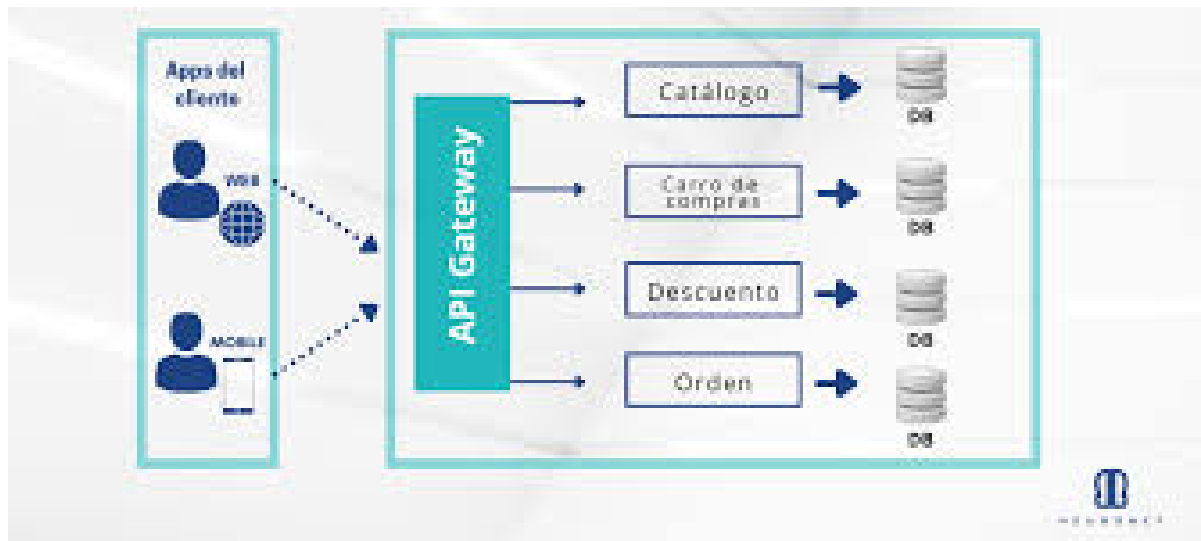 Apps del
cliente
WEB
MOBILE
API Gateway
Catálogo
DB
Carro de
compras
DB
Descuento
DB
Orden
DB